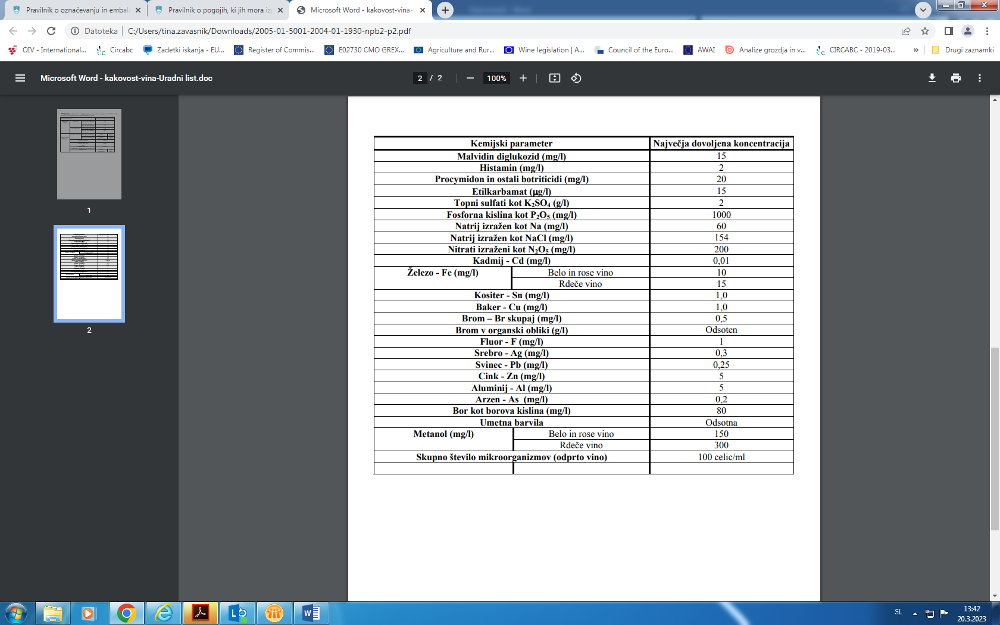 Pravilnik o označevanju in embala
Pravilnik o pogojih, ki jih mora izp
Microsoft Word - kakovost-vina-U
Datoteka | C:/Users/tina.zavasnik/Downloads/2005-01-5001-2004-01-1930-npb2-p2.pdf
OIV - International... Circabc Zadetki iskanja - EU... Register of Commis... E02730 CMO GREX... Agriculture and Rur... Wine legislation | A... Council of the Euro... AWAI Analize grozdja in v... CIRCABC - 2019-03... » Drugi zaznamki
Microsoft Word - kakovost-vina-Uradni list.doc 2 / 2 100%
1
2
Kemijski parameter Največja dovoljena koncentracija
Malvidin diglukozid (mg/l) 15
Histamin (mg/l) 2
Procymidon in ostali botriticidi (mg/l) 20
Etilkarbamat (µg/l) 15
Topni sulfati kot K₂SO₄ (g/l) 2
Fosforna kislina kot P₂O₅ (mg/l) 1000
Natrij izražen kot Na (mg/l) 60
Natrij izražen kot NaCl (mg/l) 154
Nitrati izraženi kot N₂O₅ (mg/l) 200
Kadmij - Cd (mg/l) 0,01
Železo - Fe (mg/l) Belo in rose vino 10
Rdeče vino 15
Kositer - Sn (mg/l) 1,0
Baker - Cu (mg/l) 1,0
Brom – Br skupaj (mg/l) 0,5
Brom v organski obliki (g/l) Odsoten
Fluor - F (mg/l) 1
Srebro - Ag (mg/l) 0,3
Svinec - Pb (mg/l) 0,25
Cink - Zn (mg/l) 5
Aluminij - Al (mg/l) 5
Arzen - As (mg/l) 0,2
Bor kot borova kislina (mg/l) 80
Umetna barvila Odsotna
Metanol (mg/l) Belo in rose vino 150
Rdeče vino 300
Skupno število mikroorganizmov (odprto vino) 100 celic/ml
SL
13:42
20.3.2023